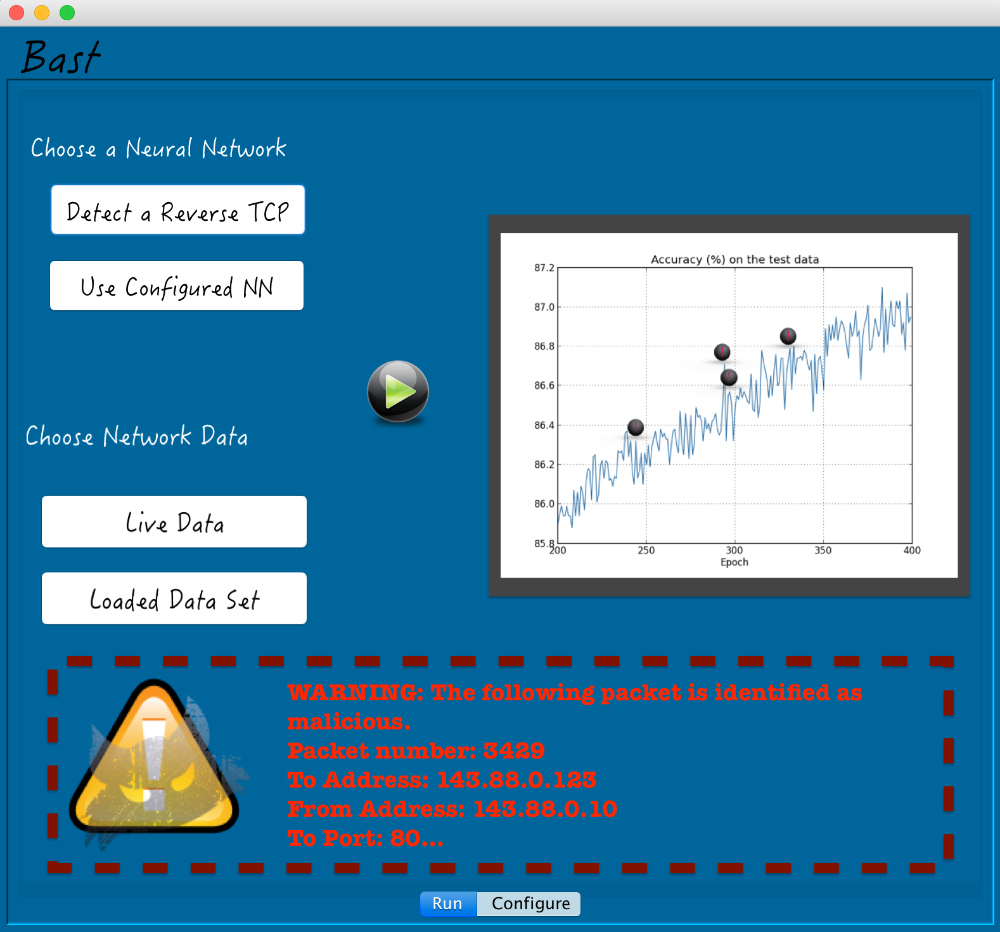 Bast
Choose a Neural Network
Detect a Reverse TCP
Use Configured NN
Choose Network Data
Live Data
Loaded Data Set
Accuracy (%) on the test data
87.2
87.0
86.8
86.6
86.4
86.2
86.0
85.8
200 250 300 350 400
Epoch
WARNING: The following packet is identified as
malicious.
Packet number: 3429
To Address: 143.88.0.123
From Address: 143.88.0.10
To Port: 80...
Run Configure